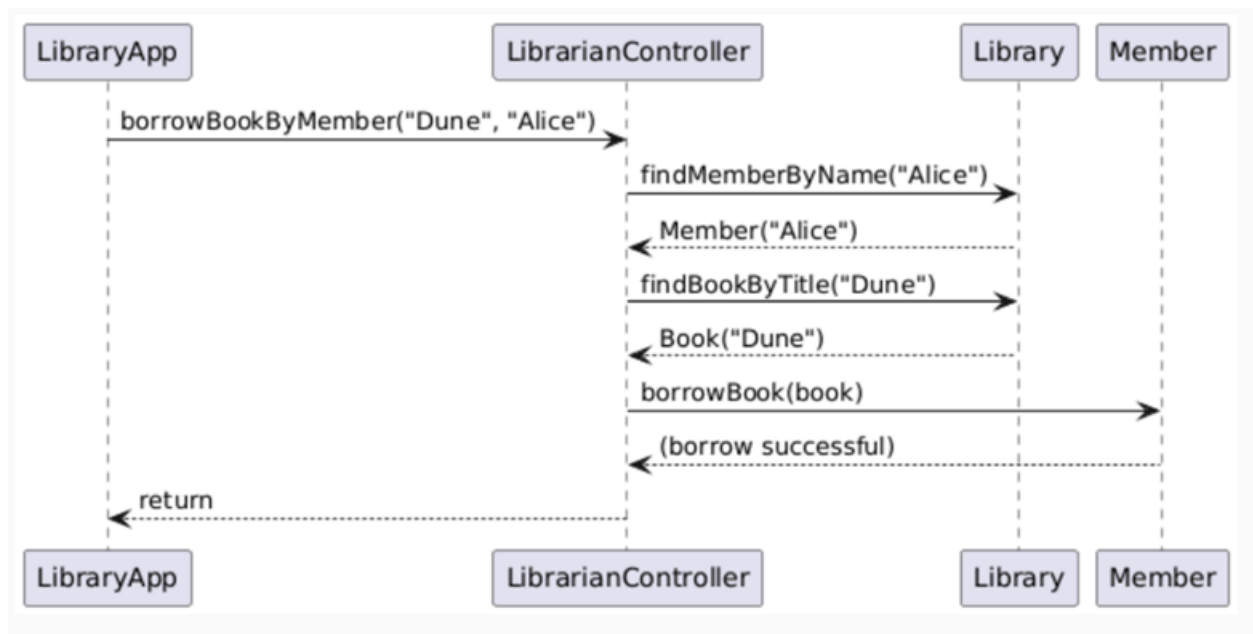 LibraryApp LibrarianController Library Member
borrowBookByMember("Dune", "Alice")
findMemberByName("Alice")
Member("Alice")
findBookByTitle("Dune")
Book("Dune")
borrowBook(book)
(borrow successful)
return
LibraryApp LibrarianController Library Member